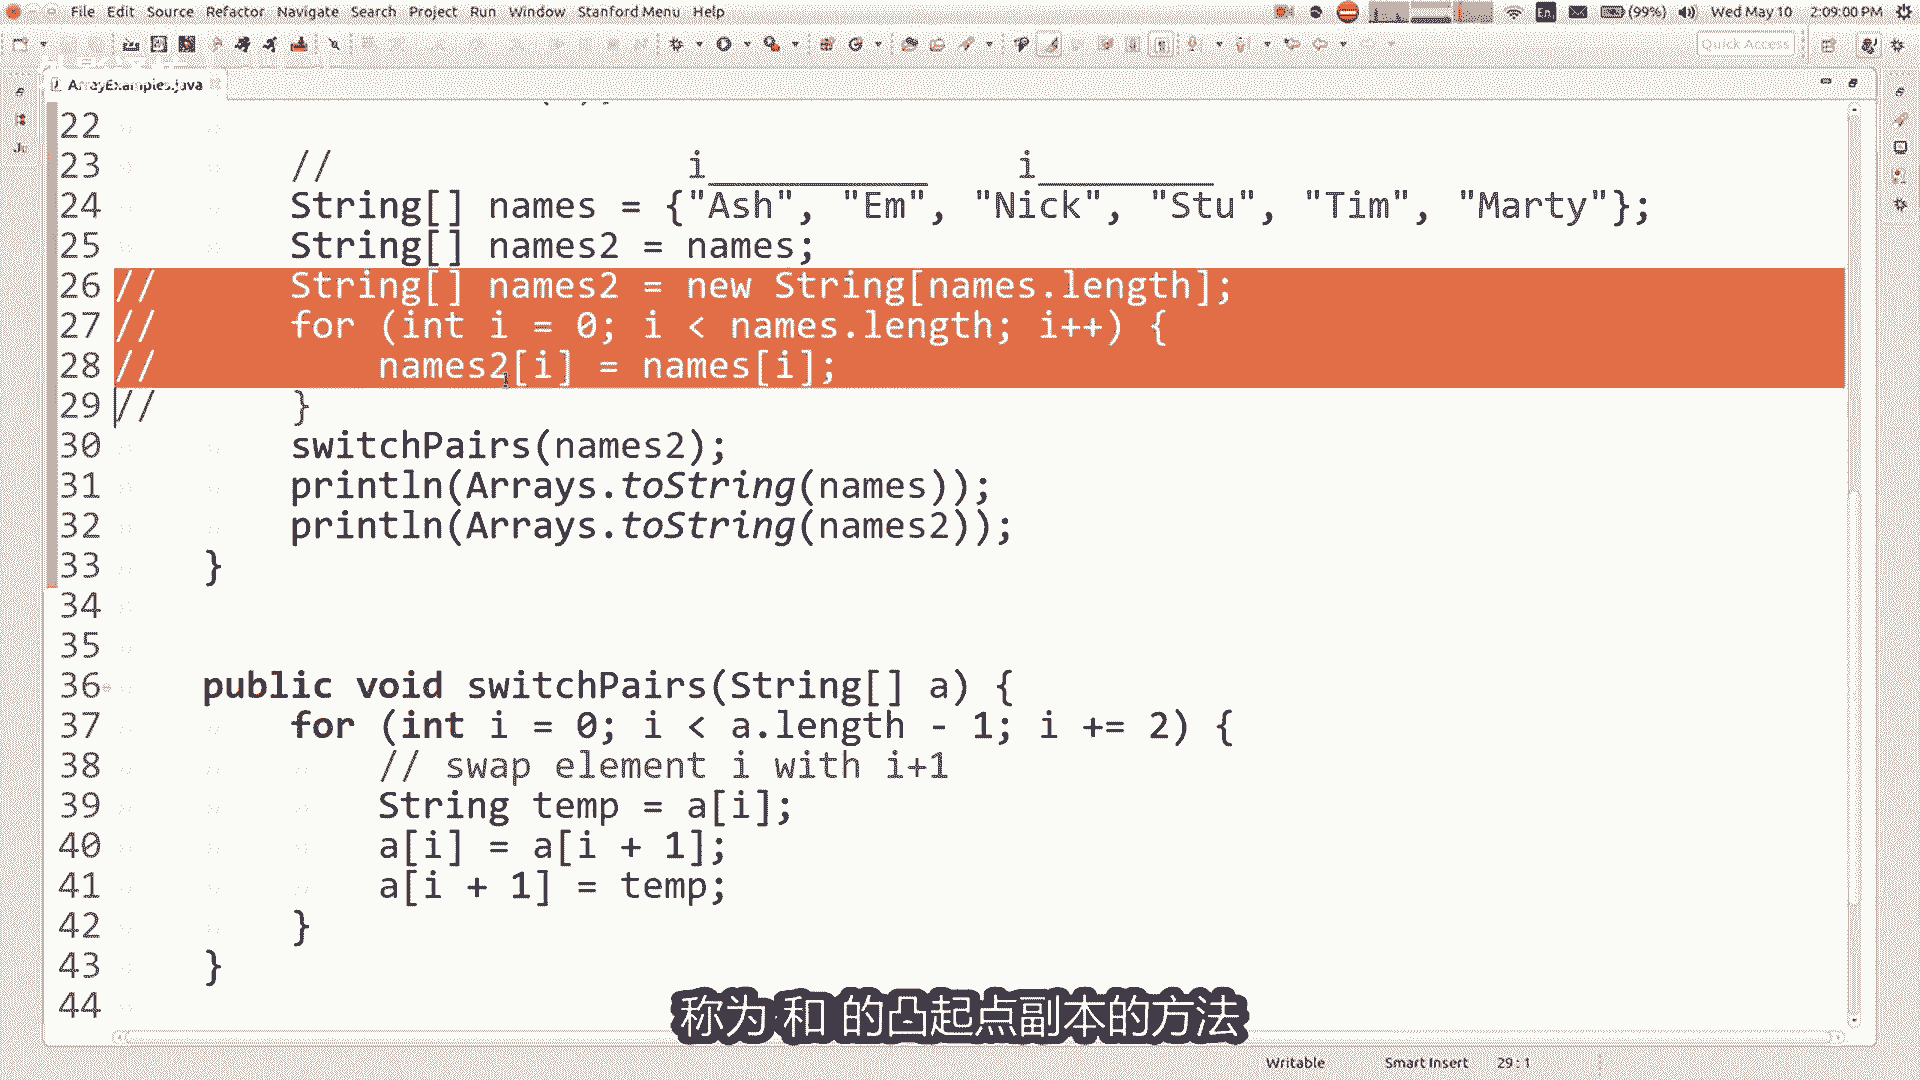 File Edit Source Refactor Navigate Search Project Run Window Stanford Menu Help En (99%) Wed May 10 2:09:00 PM
Quick Access
ArrayExamples.java
Ju
22
23 // i__________ i________
24 String[] names = {"Ash", "Em", "Nick", "Stu", "Tim", "Marty"};
25 String[] names2 = names;
26 // String[] names2 = new String[names.length];
27 // for (int i = 0; i < names.length; i++) {
28 // names2[i] = names[i];
29 // }
30 switchPairs(names2);
31 println(Arrays.toString(names));
32 println(Arrays.toString(names2));
33 }
34
35
36 public void switchPairs(String[] a) {
37 for (int i = 0; i < a.length - 1; i += 2) {
38 // swap element i with i+1
39 String temp = a[i];
40 a[i] = a[i + 1];
41 a[i + 1] = temp;
42 }
43 }
44
称为 和 的凸起点副本的方法
Writable Smart Insert 29 : 1